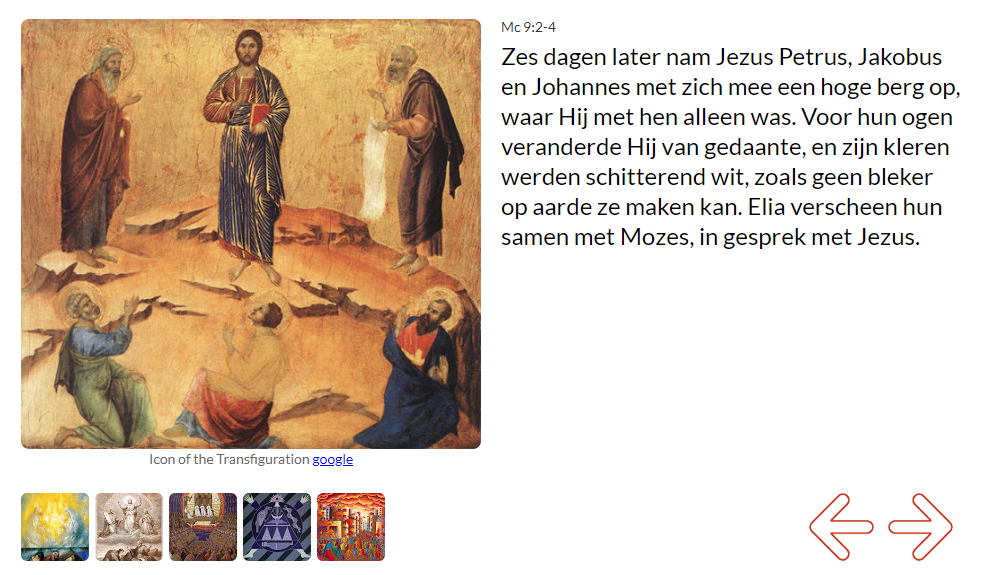 Mc 9:2-4
Zes dagen later nam Jezus Petrus, Jakobus
en Johannes met zich mee een hoge berg op,
waar Hij met hen alleen was. Voor hun ogen
veranderde Hij van gedaante, en zijn kleren
werden schitterend wit, zoals geen bleker
op aarde ze maken kan. Elia verscheen hun
samen met Mozes, in gesprek met Jezus.
Icon of the Transfiguration google